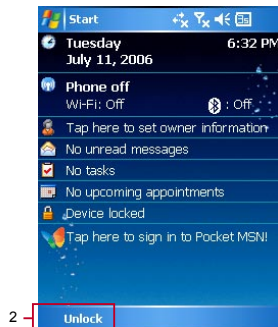 Start
Tuesday 6:32 PM
July 11, 2006
Phone off
Wi-Fi: Off : Off
Tap here to set owner information
No unread messages
No tasks
No upcoming appointments
Device locked
Tap here to sign in to Pocket MSN!
2 Unlock